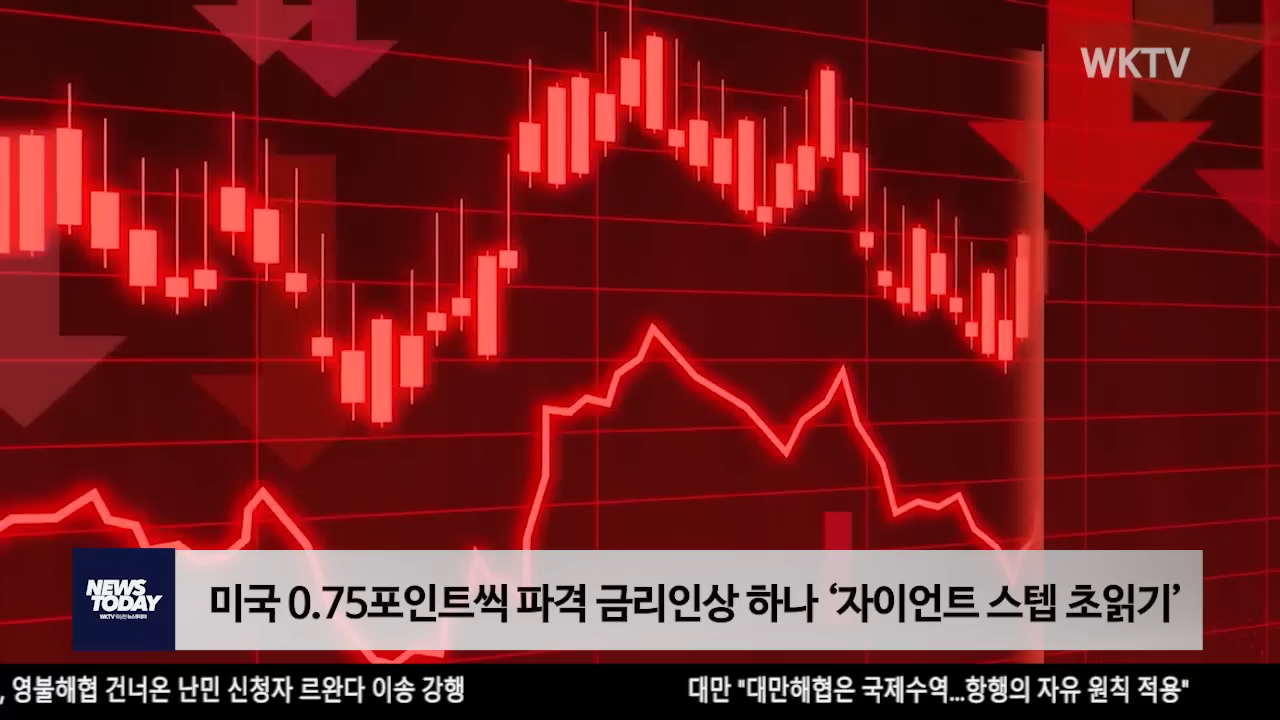 WKTV
NEWS
TODAY
미국 0.75포인트씩 파격 금리인상 하나 ‘자이언트 스텝 초읽기’
, 영불해협 건너온 난민 신청자 르완다 이송 강행
대만 "대만해협은 국제수역...항행의 자유 원칙 적용"